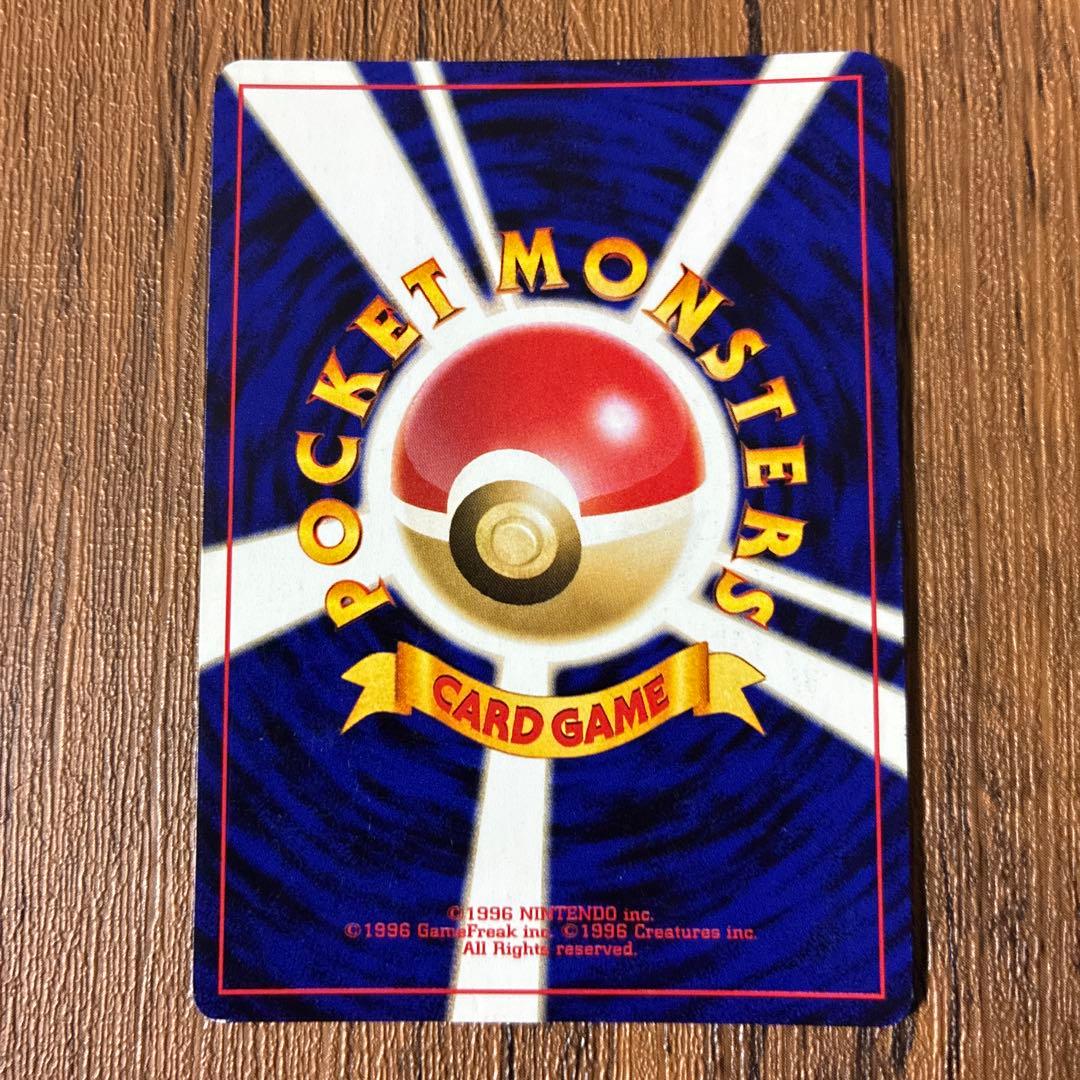 POCKET MONSTERS
CARD GAME
©1996 NINTENDO inc.
©1996 GameFreak inc. ©1996 Creatures inc.
All Rights reserved.